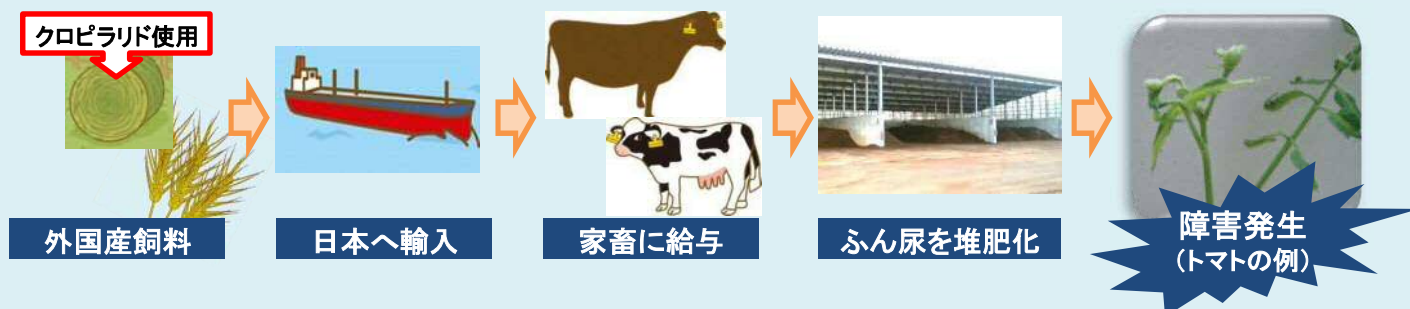 クロピラリド使用
外国産飼料
日本へ輸入
家畜に給与
ふん尿を堆肥化
障害発生
(トマトの例)